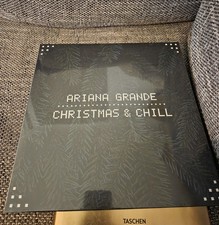 ARIANA GRANDE
CHRISTMAS & CHILL
TASCHEN